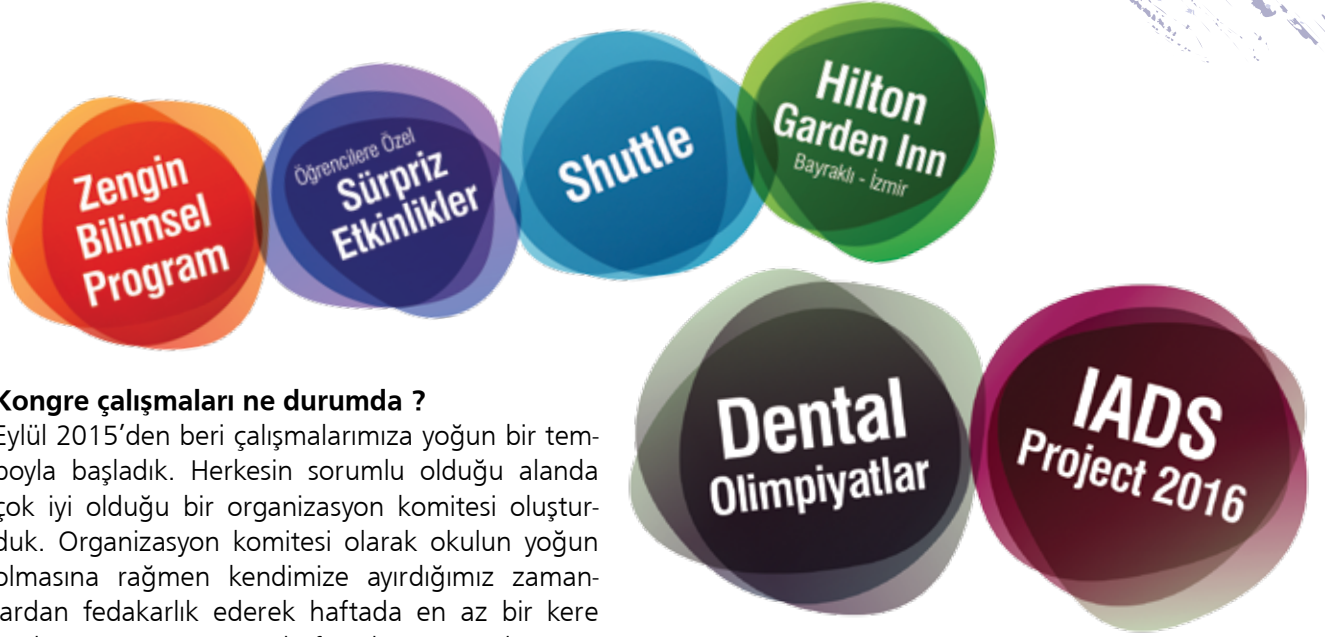 Zengin
Bilimsel
Program
Öğrencilere Özel
Sürpriz
Etkinlikler
Shuttle
Hilton
Garden Inn
Bayraklı - İzmir
Dental
Olimpiyatlar
IADS
Project 2016
Kongre çalışmaları ne durumda ?
Eylül 2015’den beri çalışmalarımıza yoğun bir tem-
poyla başladık. Herkesin sorumlu olduğu alanda
çok iyi olduğu bir organizasyon komitesi oluştur-
duk. Organizasyon komitesi olarak okulun yoğun
olmasına rağmen kendimize ayırdığımız zaman-
lardan fedakarlık ederek haftada en az bir kere